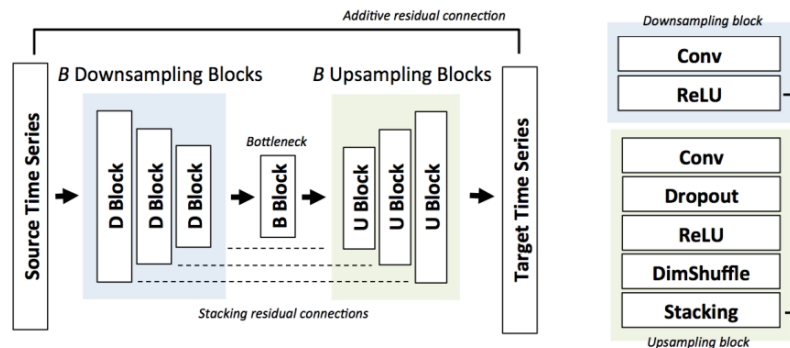 Additive residual connection
B Downsampling Blocks
B Upsampling Blocks
Source Time Series
D Block
D Block
D Block
Bottleneck
B Block
U Block
U Block
U Block
Target Time Series
Stacking residual connections
Downsampling block
Conv
ReLU
Conv
Dropout
ReLU
DimShuffle
Stacking
Upsampling block